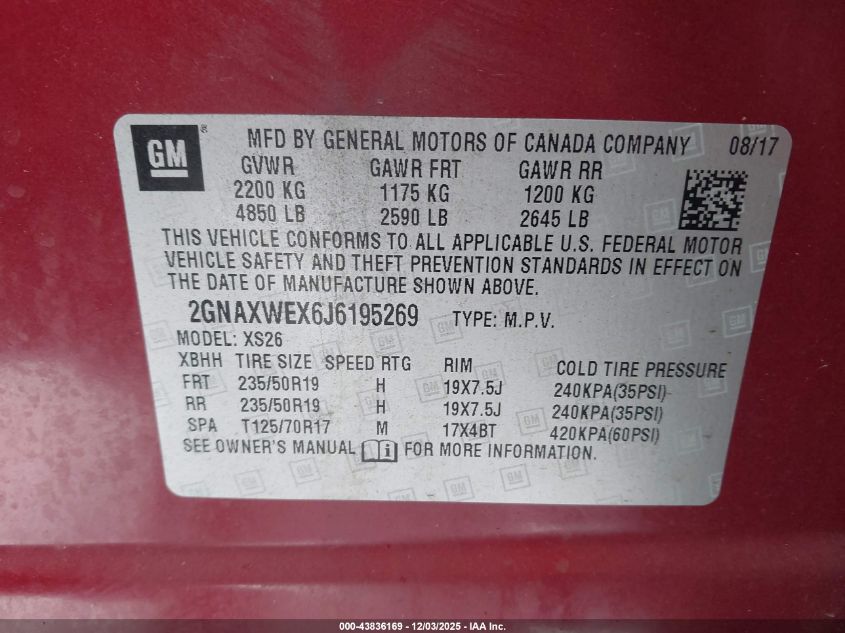 GM ® MFD BY GENERAL MOTORS OF CANADA COMPANY 08/17
GVWR GAWR FRT GAWR RR
2200 KG 1175 KG 1200 KG
4850 LB 2590 LB 2645 LB
THIS VEHICLE CONFORMS TO ALL APPLICABLE U.S. FEDERAL MOTOR
VEHICLE SAFETY AND THEFT PREVENTION STANDARDS IN EFFECT ON
THE DATE OF MANUFACTURE SHOWN ABOVE.
2GNAXWEX6J6195269 TYPE: M.P.V.
MODEL: XS26
XBHH TIRE SIZE SPEED RTG RIM COLD TIRE PRESSURE
FRT 235/50R19 H 19X7.5J 240KPA(35PSI)
RR 235/50R19 H 19X7.5J 240KPA(35PSI)
SPA T125/70R17 M 17X4BT 420KPA(60PSI)
SEE OWNER'S MANUAL i FOR MORE INFORMATION.
000-43836169 - 12/03/2025 - IAA Inc.